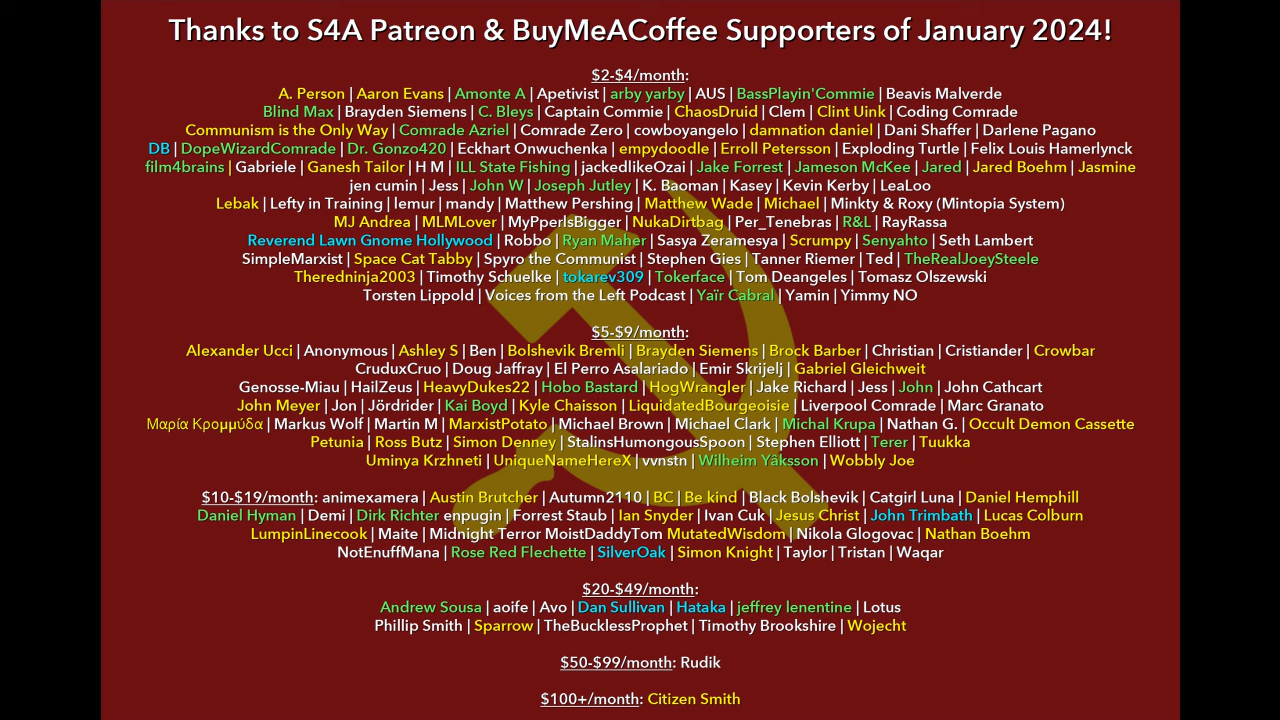 Thanks to S4A Patreon & BuyMeACoffee Supporters of January 2024!
$2-$4/month:
A. Person | Aaron Evans | Amonte A | Apetivist | arby yarby | AUS | BassPlayin'Commie | Beavis Malverde
Blind Max | Brayden Siemens | C. Bleys | Captain Commie | ChaosDruid | Clem | Clint Uink | Coding Comrade
Communism is the Only Way | Comrade Azriel | Comrade Zero | cowboyangelo | damnation daniel | Dani Shaffer | Darlene Pagano
DB | DopeWizardComrade | Dr. Gonzo420 | Eckhart Onwuchenka | empydoodle | Erroll Petersson | Exploding Turtle | Felix Louis Hamerlynck
film4brains | Gabriele | Ganesh Tailor | H M | ILL State Fishing | jackedlikeOzai | Jake Forrest | Jameson McKee | Jared | Jared Boehm | Jasmine
jen cumin | Jess | John W | Joseph Jutley | K. Baoman | Kasey | Kevin Kerby | LeaLoo
Lebak | Lefty in Training | lemur | mandy | Matthew Pershing | Matthew Wade | Michael | Minkty & Roxy (Mintopia System)
MJ Andrea | MLMLover | MyPperIsBigger | NukaDirtbag | Per_Tenebras | R&L | RayRassa
Reverend Lawn Gnome Hollywood | Robbo | Ryan Maher | Sasya Zeramesya | Scrumpy | Senyahto | Seth Lambert
SimpleMarxist | Space Cat Tabby | Spyro the Communist | Stephen Gies | Tanner Riemer | Ted | TheRealJoeySteele
Theredninja2003 | Timothy Schuelke | tokarev309 | Tokerface | Tom Deangeles | Tomasz Olszewski
Torsten Lippold | Voices from the Left Podcast | Yaïr Cabral | Yamin | Yimmy NO
$5-$9/month:
Alexander Ucci | Anonymous | Ashley S | Ben | Bolshevik Bremli | Brayden Siemens | Brock Barber | Christian | Cristiander | Crowbar
CruduxCruo | Doug Jaffray | El Perro Asalariado | Emir Skrijelj | Gabriel Gleichweit
Genosse-Miau | HailZeus | HeavyDukes22 | Hobo Bastard | HogWrangler | Jake Richard | Jess | John | John Cathcart
John Meyer | Jon | Jördrider | Kai Boyd | Kyle Chaisson | LiquidatedBourgeoisie | Liverpool Comrade | Marc Granato
Μαρία Κρομμύδα | Markus Wolf | Martin M | MarxistPotato | Michael Brown | Michael Clark | Michal Krupa | Nathan G. | Occult Demon Cassette
Petunia | Ross Butz | Simon Denney | StalinsHumongousSpoon | Stephen Elliott | Terer | Tuukka
Uminya Krzhneti | UniqueNameHereX | vvnstn | Wilheim Yâksson | Wobbly Joe
$10-$19/month: animexamera | Austin Brutcher | Autumn2110 | BC | Be kind | Black Bolshevik | Catgirl Luna | Daniel Hemphill
Daniel Hyman | Demi | Dirk Richter enpugin | Forrest Staub | Ian Snyder | Ivan Cuk | Jesus Christ | John Trimbath | Lucas Colburn
LumpinLinecook | Maite | Midnight Terror MoistDaddyTom MutatedWisdom | Nikola Glogovac | Nathan Boehm
NotEnuffMana | Rose Red Flechette | SilverOak | Simon Knight | Taylor | Tristan | Waqar
$20-$49/month:
Andrew Sousa | aoife | Avo | Dan Sullivan | Hataka | jeffrey lenentine | Lotus
Phillip Smith | Sparrow | TheBucklessProphet | Timothy Brookshire | Wojecht
$50-$99/month: Rudik
$100+/month: Citizen Smith